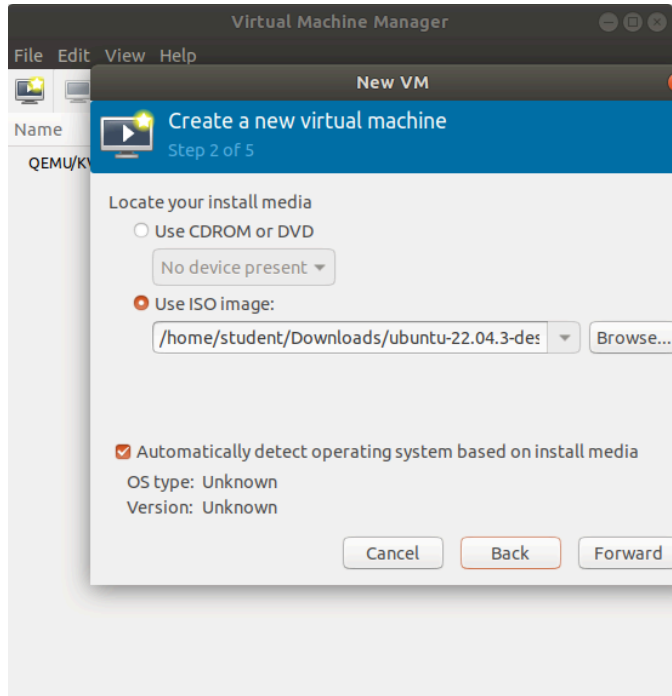 Virtual Machine Manager
File Edit View Help
New VM
Name
Create a new virtual machine
Step 2 of 5
QEMU/KV
Locate your install media
Use CDROM or DVD
No device present
Use ISO image:
/home/student/Downloads/ubuntu-22.04.3-des
Browse...
Automatically detect operating system based on install media
OS type: Unknown
Version: Unknown
Cancel Back Forward